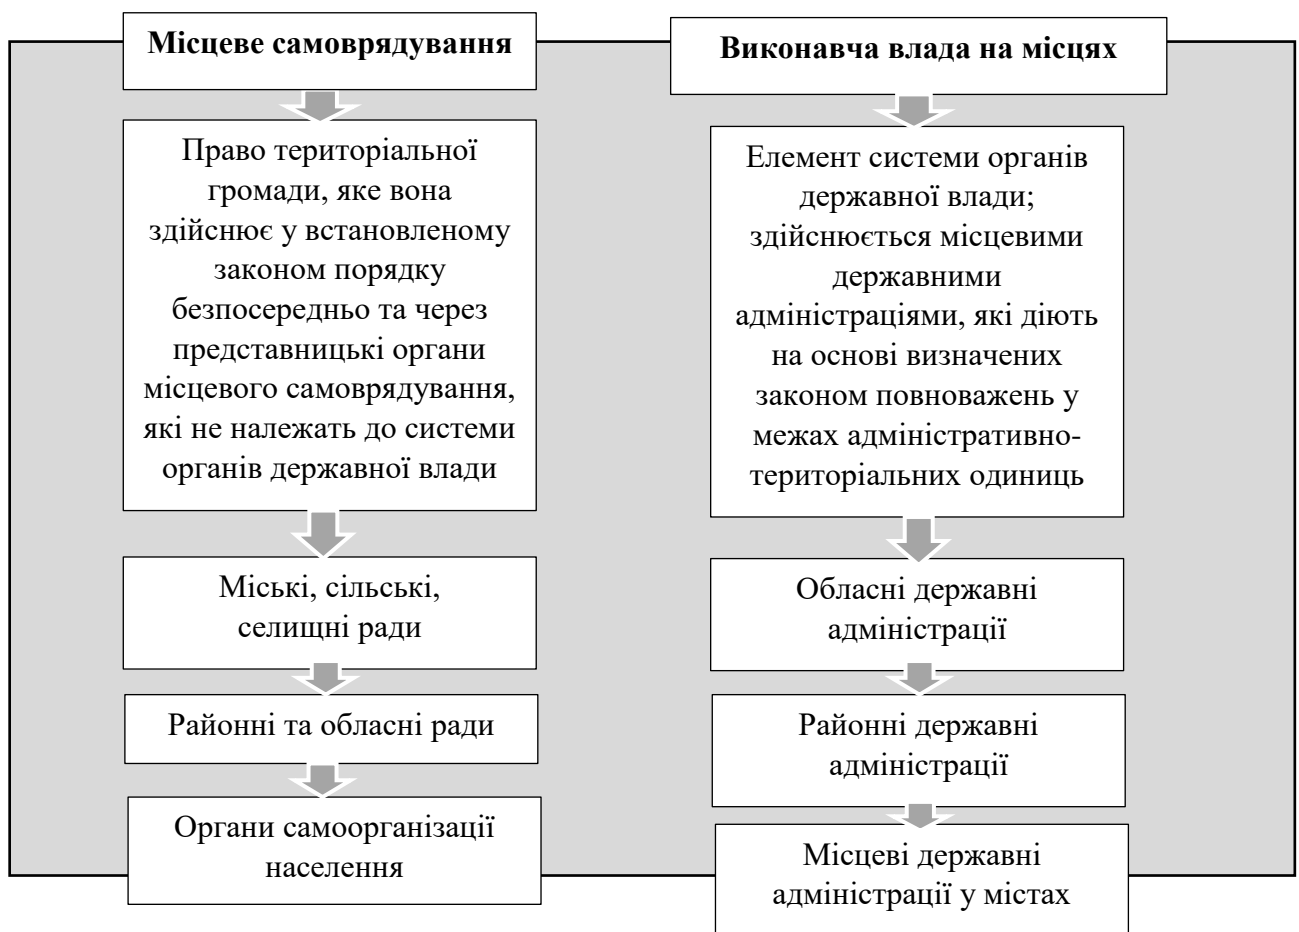 Місцеве самоврядування
Право територіальної
громади, яке вона
здійснює у встановленому
законом порядку
безпосередньо та через
представницькі органи
місцевого самоврядування,
які не належать до системи
органів державної влади
Міські, сільські,
селищні ради
Районні та обласні ради
Органи самоорганізації
населення
Виконавча влада на місцях
Елемент системи органів
державної влади;
здійснюється місцевими
державними
адміністраціями, які діють
на основі визначених
законом повноважень у
межах адміністративно-
територіальних одиниць
Обласні державні
адміністрації
Районні державні
адміністрації
Місцеві державні
адміністрації у містах